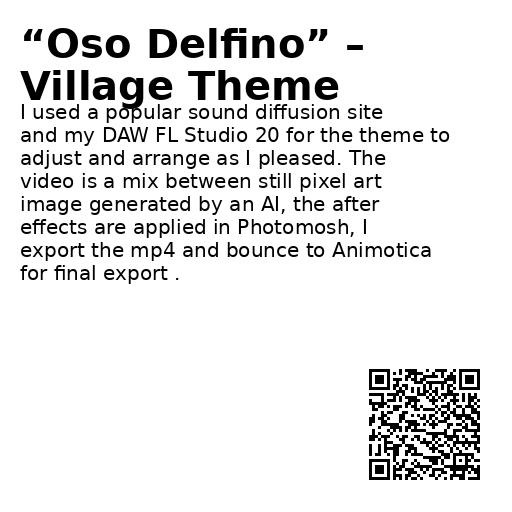 “Oso Delfino” –
Village Theme
I used a popular sound diffusion site
and my DAW FL Studio 20 for the theme to
adjust and arrange as I pleased. The
video is a mix between still pixel art
image generated by an AI, the after
effects are applied in Photomosh, I
export the mp4 and bounce to Animotica
for final export .